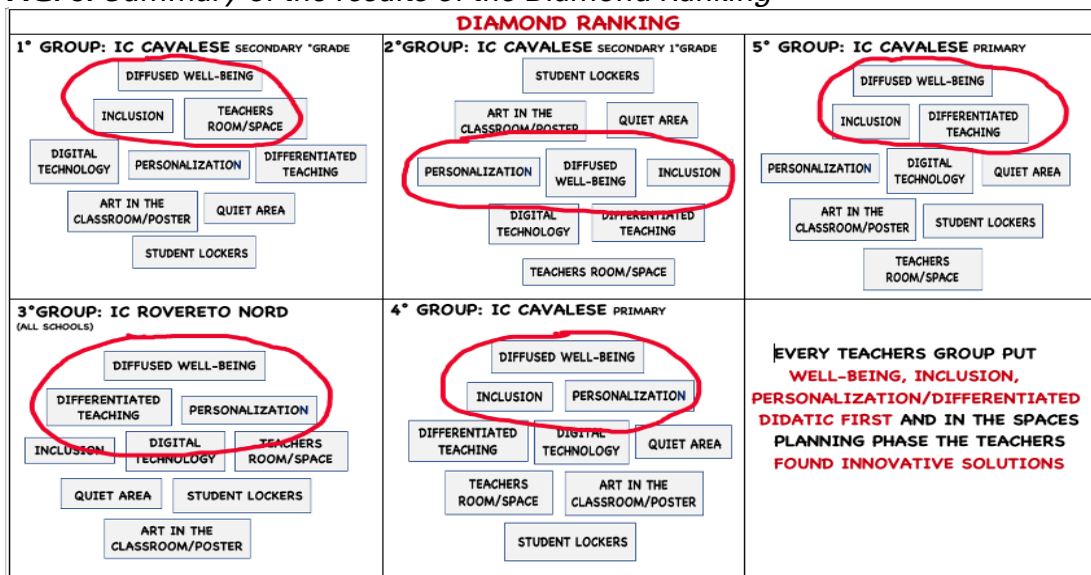 DIAMOND RANKING
1° GROUP: IC CAVALESE SECONDARY °GRADE
DIFFUSED WELL-BEING
INCLUSION
TEACHERS
ROOM/SPACE
DIGITAL
TECHNOLOGY
PERSONALIZATION
DIFFERENTIATED
TEACHING
ART IN THE
CLASSROOM/POSTER
QUIET AREA
STUDENT LOCKERS
2°GROUP: IC CAVALESE SECONDARY 1°GRADE
STUDENT LOCKERS
ART IN THE
CLASSROOM/POSTER
QUIET AREA
PERSONALIZATION
DIFFUSED
WELL-BEING
INCLUSION
DIGITAL
TECHNOLOGY
DIFFERENTIATED
TEACHING
TEACHERS ROOM/SPACE
5° GROUP: IC CAVALESE PRIMARY
DIFFUSED WELL-BEING
INCLUSION
DIFFERENTIATED
TEACHING
PERSONALIZATION
DIGITAL
TECHNOLOGY
QUIET AREA
ART IN THE
CLASSROOM/POSTER
STUDENT LOCKERS
TEACHERS
ROOM/SPACE
3°GROUP: IC ROVERETO NORD
(ALL SCHOOLS)
DIFFUSED WELL-BEING
DIFFERENTIATED
TEACHING
PERSONALIZATION
INCLUSION
DIGITAL
TECHNOLOGY
TEACHERS
ROOM/SPACE
QUIET AREA
STUDENT LOCKERS
ART IN THE
CLASSROOM/POSTER
4° GROUP: IC CAVALESE PRIMARY
DIFFUSED WELL-BEING
INCLUSION
PERSONALIZATION
DIFFERENTIATED
TEACHING
DIGITAL
TECHNOLOGY
QUIET AREA
TEACHERS
ROOM/SPACE
ART IN THE
CLASSROOM/POSTER
STUDENT LOCKERS
EVERY TEACHERS GROUP PUT
WELL-BEING, INCLUSION,
PERSONALIZATION/DIFFERENTIATED
DIDATIC FIRST AND IN THE SPACES
PLANNING PHASE THE TEACHERS
FOUND INNOVATIVE SOLUTIONS